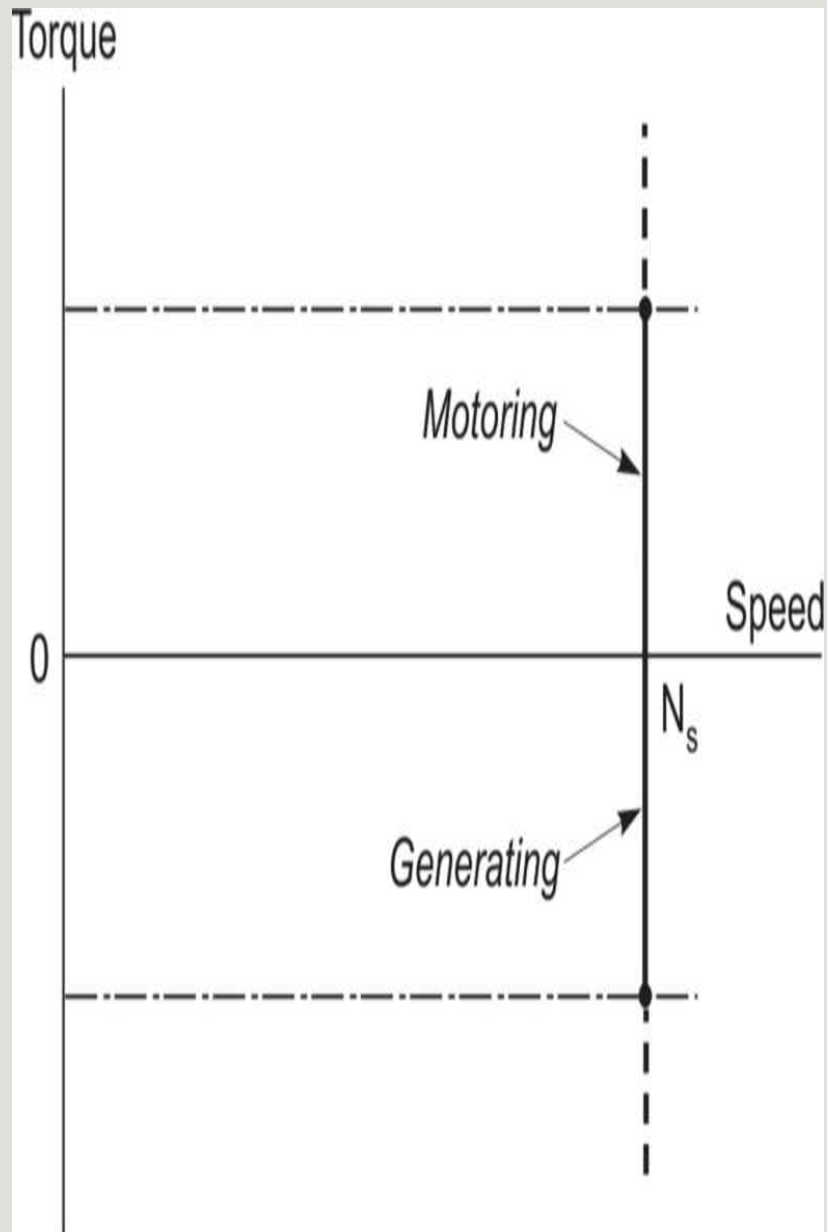 Torque
Motoring
Speed
0
Nₛ
Generating